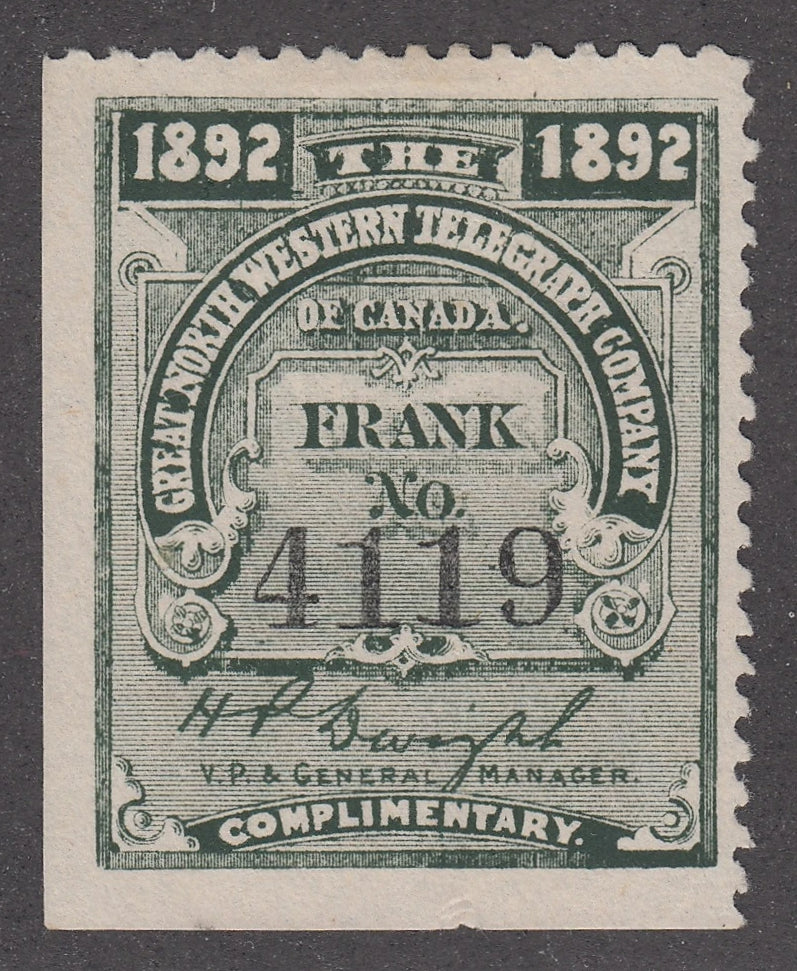 1892 THE 1892
GREAT NORTH WESTERN TELEGRAPH COMPANY
OF CANADA.
FRANK
No.
4119
H P Dwight
V.P. & GENERAL MANAGER.
COMPLIMENTARY.